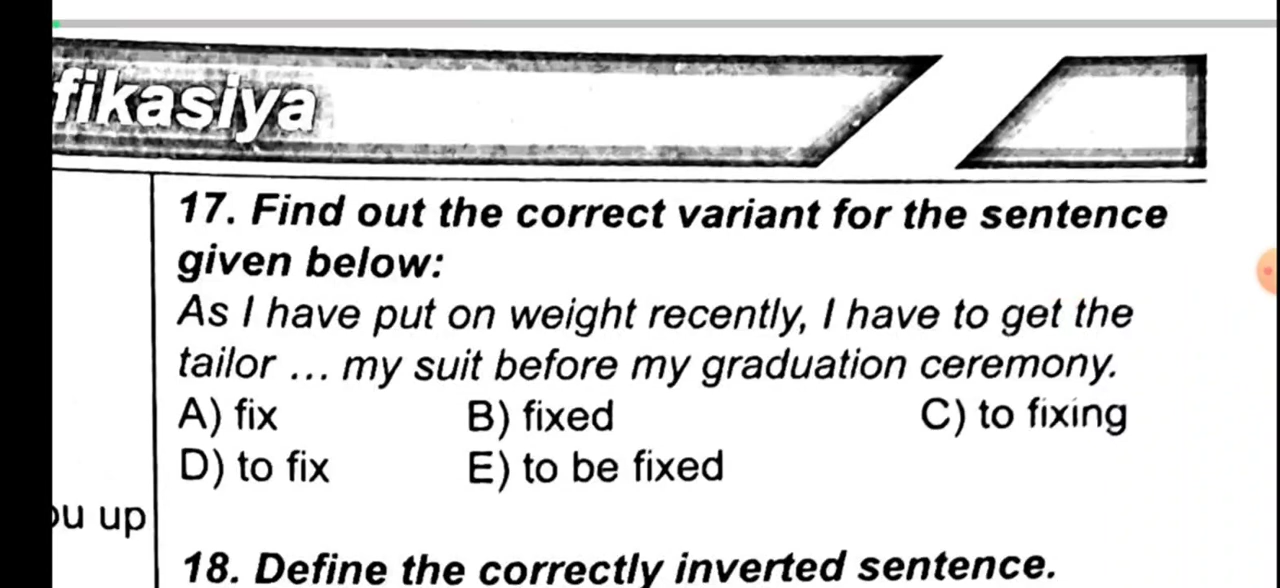 fikasiya
17. Find out the correct variant for the sentence
given below:
As I have put on weight recently, I have to get the
tailor ... my suit before my graduation ceremony.
A) fix B) fixed C) to fixing
D) to fix E) to be fixed
ou up
18. Define the correctly inverted sentence.